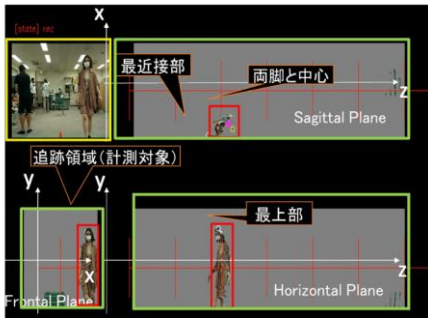 [state] rec
x
最近接部
両脚と中心
z
Sagittal Plane
追跡領域(計測対象)
y
y
最上部
x
z
Frontal Plane
Horizontal Plane